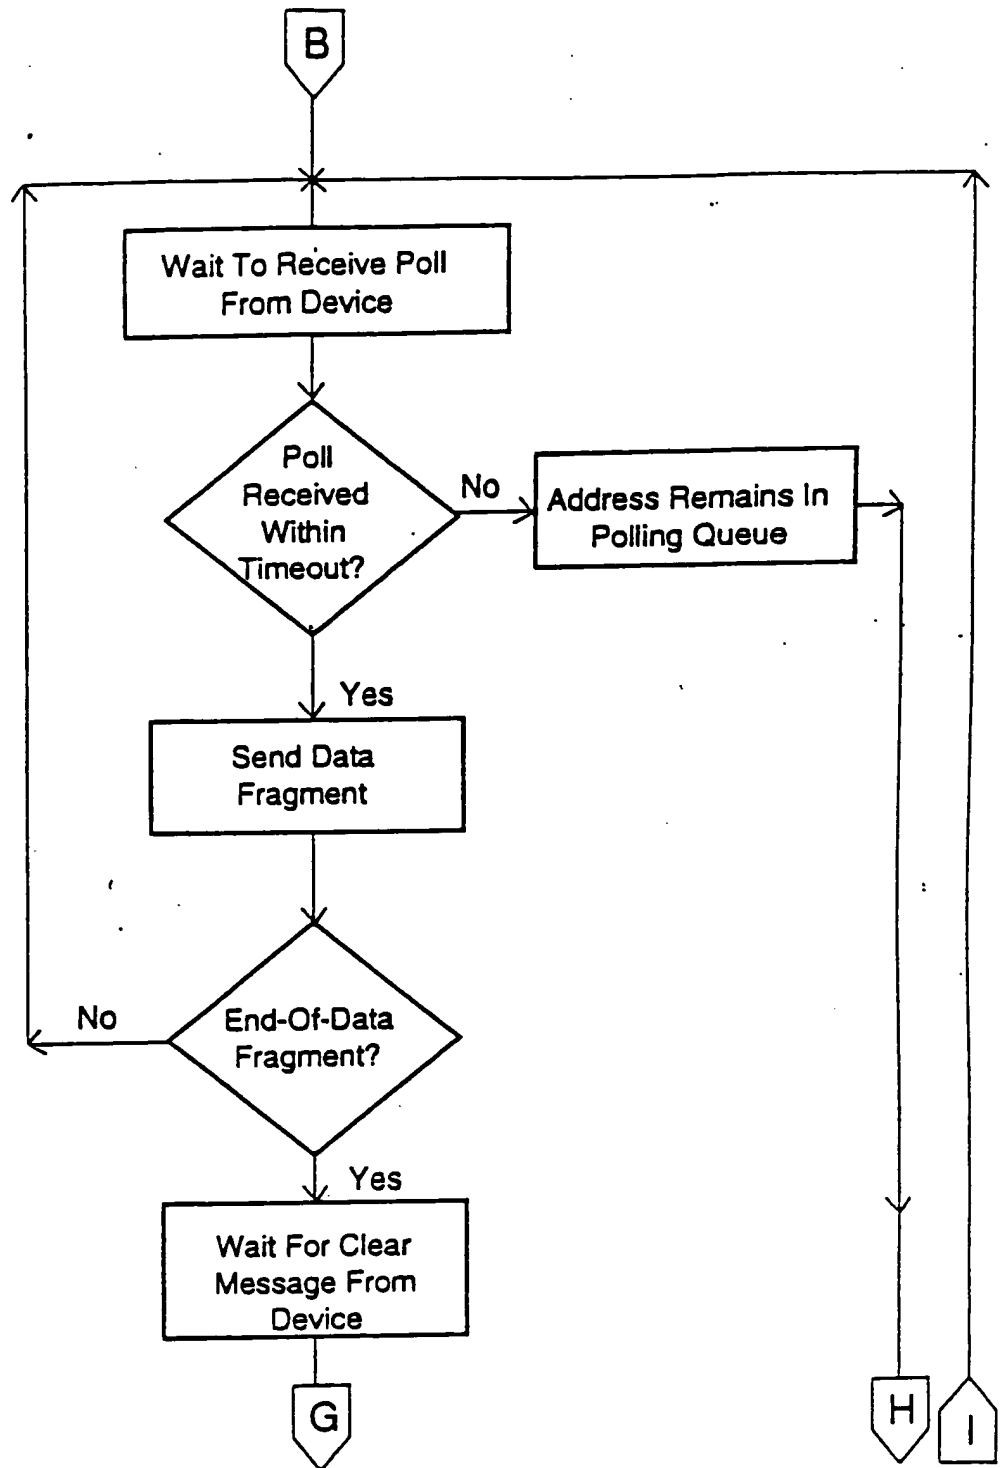 B
Wait To Receive Poll
From Device
Poll
Received
Within
Timeout?
No
Address Remains In
Polling Queue
Yes
Send Data
Fragment
End-Of-Data
Fragment?
No
Yes
Wait For Clear
Message From
Device
G
H
I